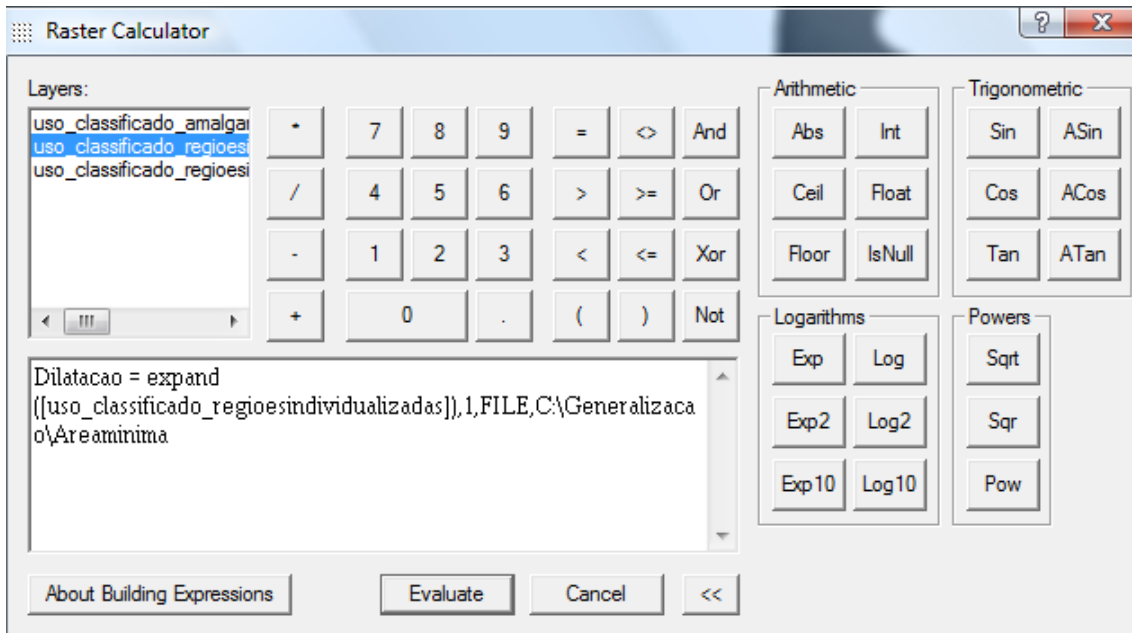 Raster Calculator
?
X
Layers:
uso_classificado_amalgar
uso_classificado_regioesi
uso_classificado_regioesi
* 7 8 9 = <> And
/ 4 5 6 > >= Or
- 1 2 3 < <= Xor
+ 0 . ( ) Not
Arithmetic
Abs Int
Ceil Float
Floor IsNull
Trigonometric
Sin ASin
Cos ACos
Tan ATan
Logarithms
Exp Log
Exp2 Log2
Exp10 Log10
Powers
Sqrt
Sqr
Pow
Dilatacao = expand
([uso_classificado_regioesindividualizadas]),1,FILE,C:\Generalizaca
o\Areaminima
About Building Expressions Evaluate Cancel <<